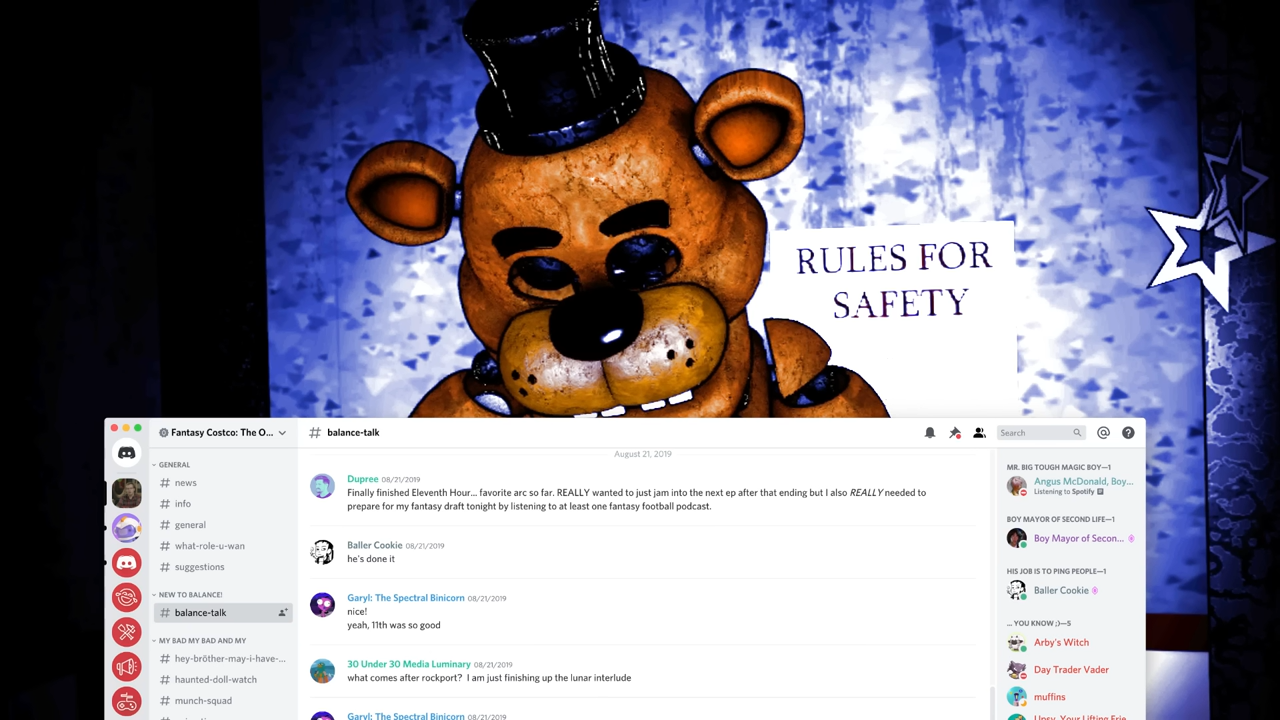 RULES FOR
SAFETY
Fantasy Costco: The O...
# balance-talk
Search
GENERAL
# news
# info
# general
# what-role-u-wan
# suggestions
NEW TO BALANCE!
# balance-talk
MY BAD MY BAD AND MY
# hey-bröther-may-i-have-...
# haunted-doll-watch
# munch-squad
August 21, 2019
Dupree 08/21/2019
Finally finished Eleventh Hour... favorite arc so far. REALLY wanted to just jam into the next ep after that ending but I also REALLY needed to
prepare for my fantasy draft tonight by listening to at least one fantasy football podcast.
Baller Cookie 08/21/2019
he's done it
Garyl: The Spectral Binicorn 08/21/2019
nice!
yeah, 11th was so good
30 Under 30 Media Luminary 08/21/2019
what comes after rockport? I am just finishing up the lunar interlude
Garyl: The Spectral Binicorn 08/21/2019
MR. BIG TOUGH MAGIC BOY—1
Angus McDonald, Boy...
Listening to Spotify
BOY MAYOR OF SECOND LIFE—1
Boy Mayor of Secon...
HIS JOB IS TO PING PEOPLE—1
Baller Cookie
... YOU KNOW ;)—5
Arby's Witch
Day Trader Vader
muffins